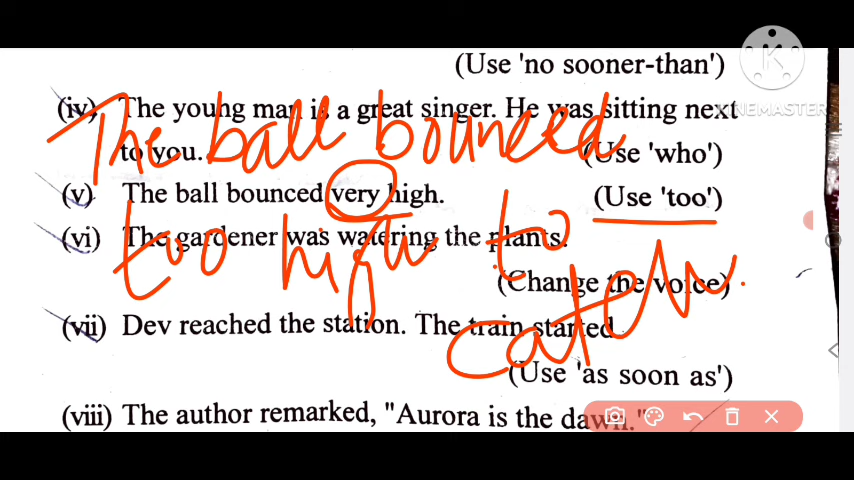 (Use 'no sooner-than')
KINEMASTER
(iv) The young man is a great singer. He was sitting next
to you. (Use 'who')
The ball bounced
(v) The ball bounced very high. (Use 'too')
(vi) The gardener was watering the plants.
too high to
(Change the voice)
catch.
(vii) Dev reached the station. The train started.
(Use 'as soon as')
(viii) The author remarked, "Aurora is the dawn."